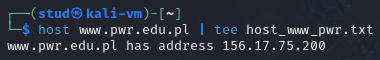 ┌──(stud㉿kali-vm)-[~]
└─$ host www.pwr.edu.pl | tee host_www_pwr.txt
www.pwr.edu.pl has address 156.17.75.200